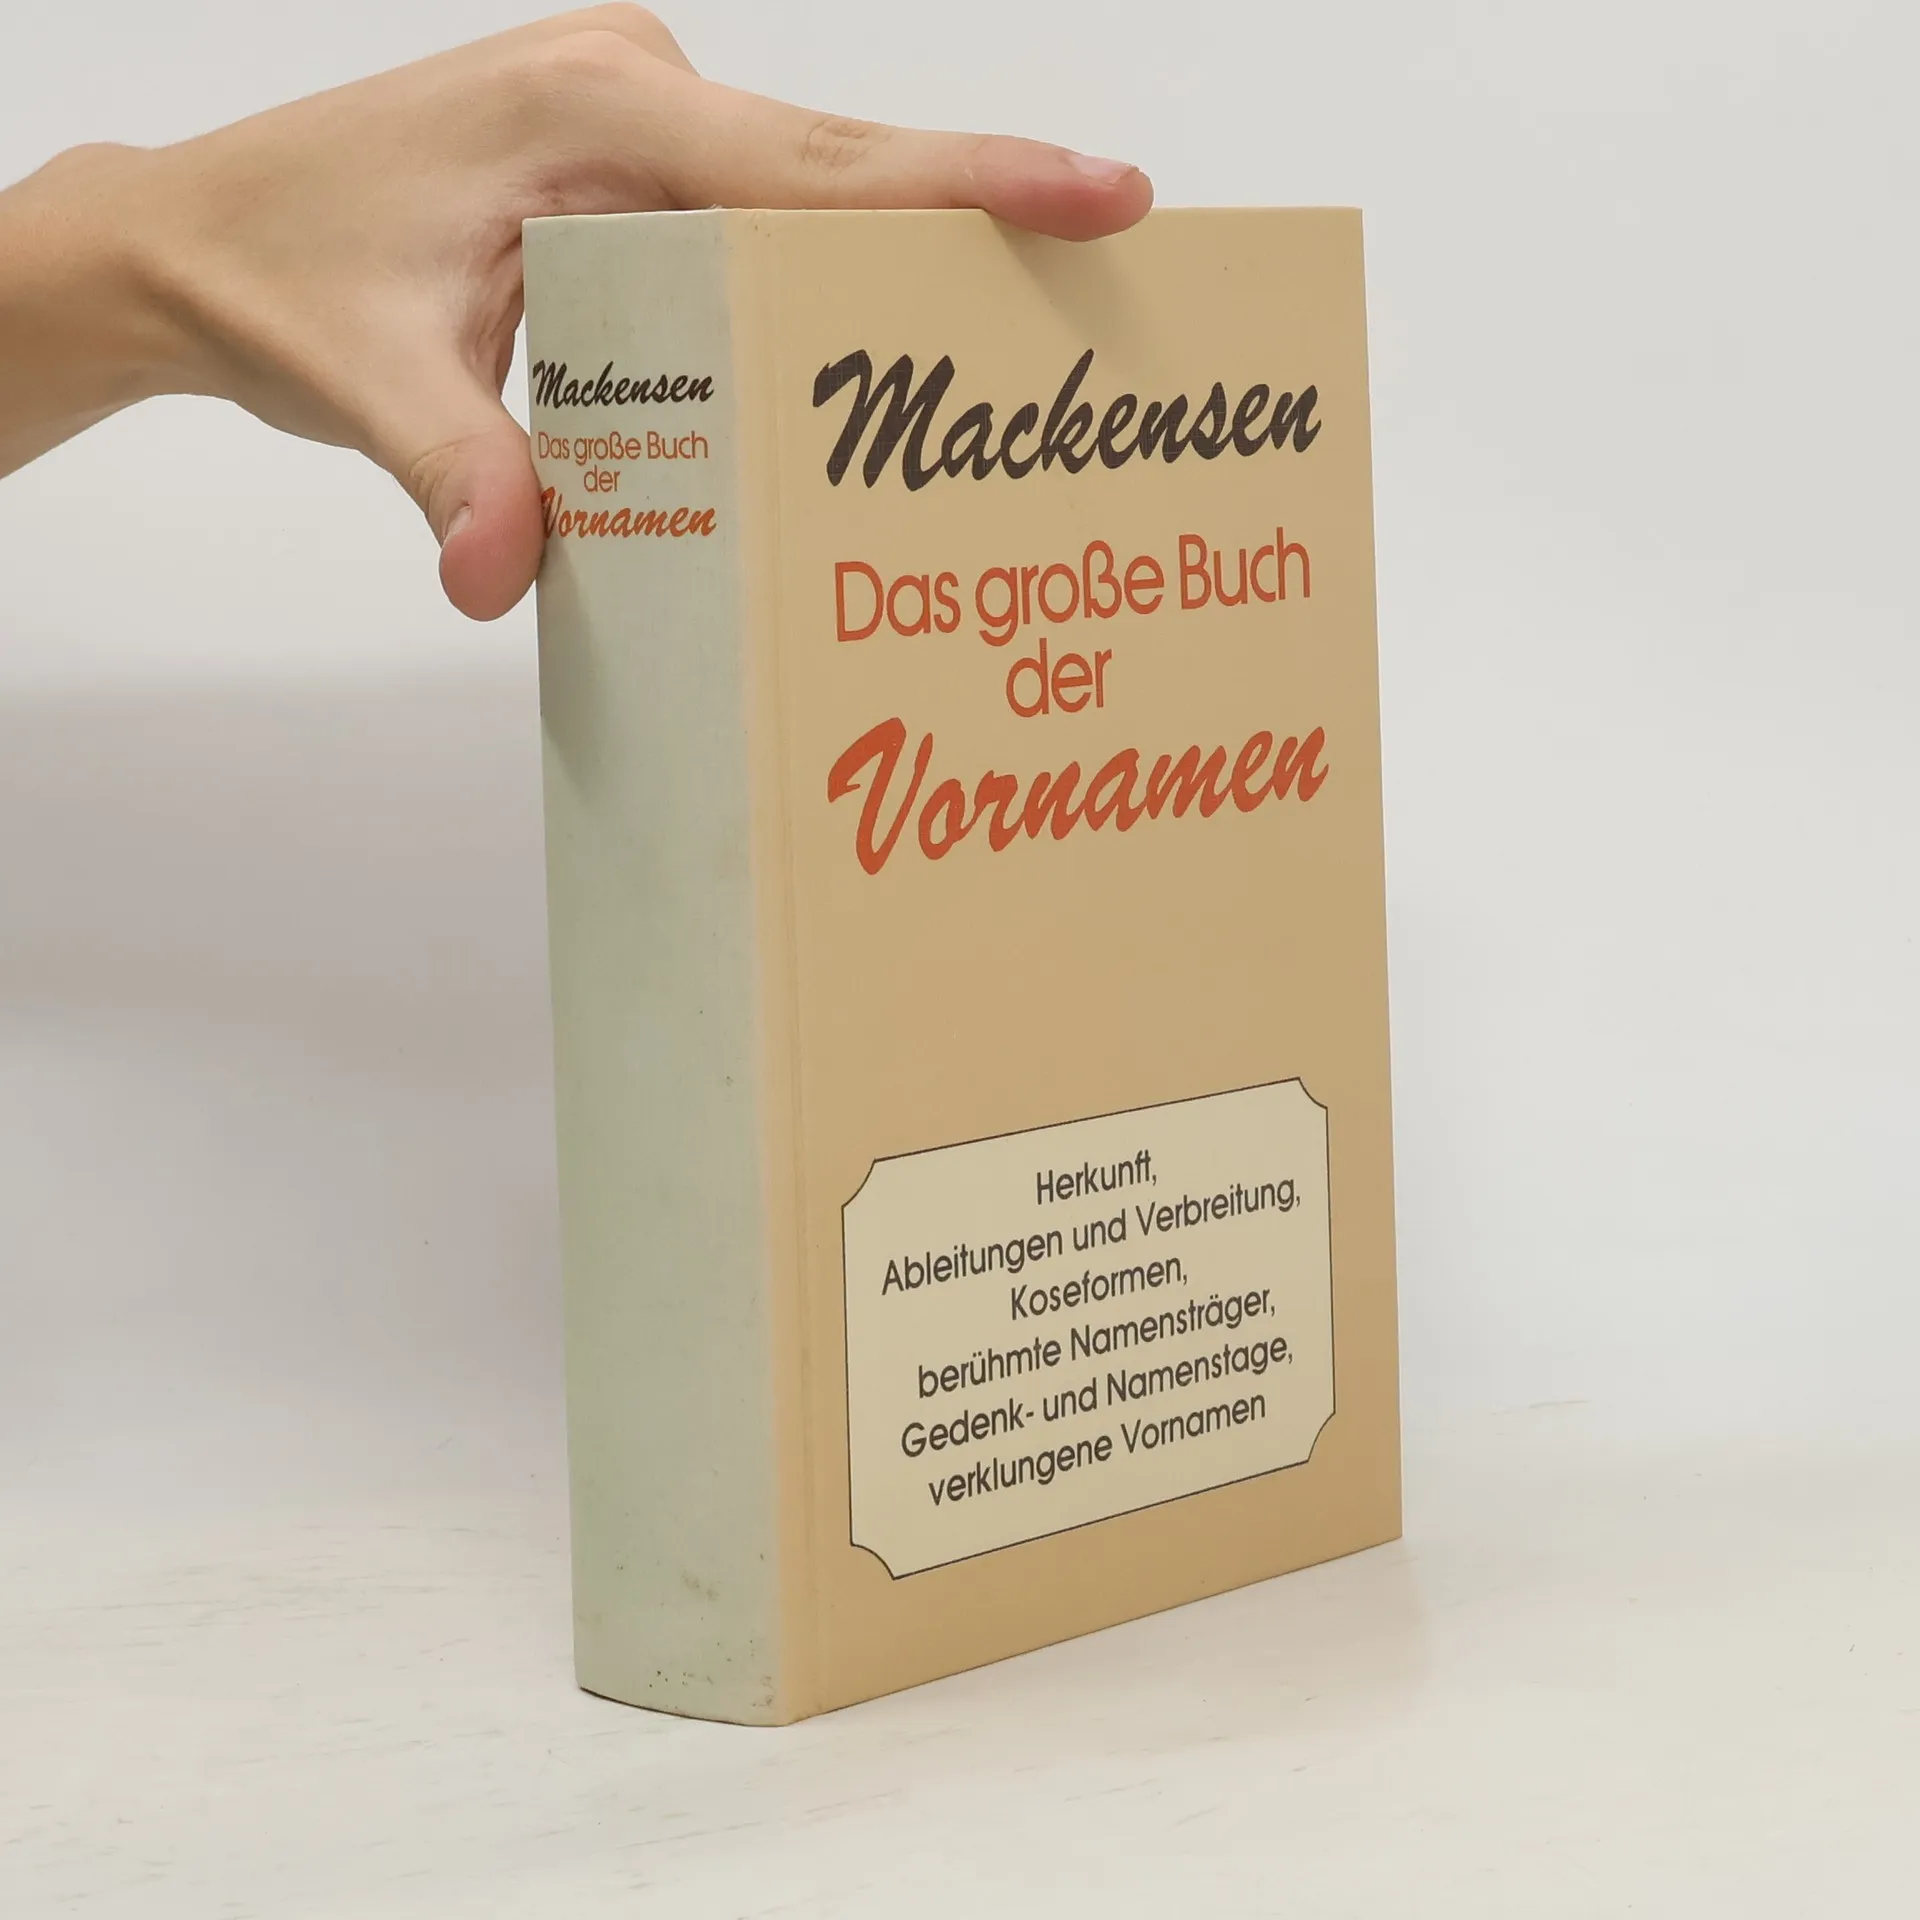 Mackensen
Das große Buch
der
Vornamen
Mackensen
Das große Buch
der
Vornamen
Herkunft,
Ableitungen und Verbreitung,
Koseformen,
berühmte Namensträger,
Gedenk- und Namenstage,
verklungene Vornamen